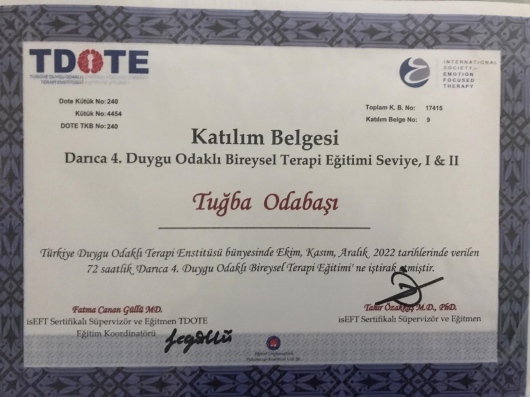 TDOTE
INTERNATIONAL
SOCIETY for
EMOTION
FOCUSED
THERAPY
Dote Kütük No:240
Kütük No:4454
DOTE TKB No:240
Toplam K. B. No: 17415
Katılım Belge No: 9
Katılım Belgesi
Darıca 4. Duygu Odaklı Bireysel Terapi Eğitimi Seviye, I & II
Tuğba Odabaşı
Türkiye Duygu Odaklı Terapi Enstitüsü bünyesinde Ekim, Kasım, Aralık 2022 tarihlerinde verilen
72 saatlik Darıca 4. Duygu Odaklı Bireysel Terapi Eğitimi' ne iştirak etmiştir.
Fatma Canan Güllü MD.
isEFT Sertifikalı Süpervizör ve Eğitmen TDOTE
Eğitim Koordinatörü
Tahir Özakkaş M.D., PhD.
isEFT Sertifikalı Süpervizör ve Eğitmen